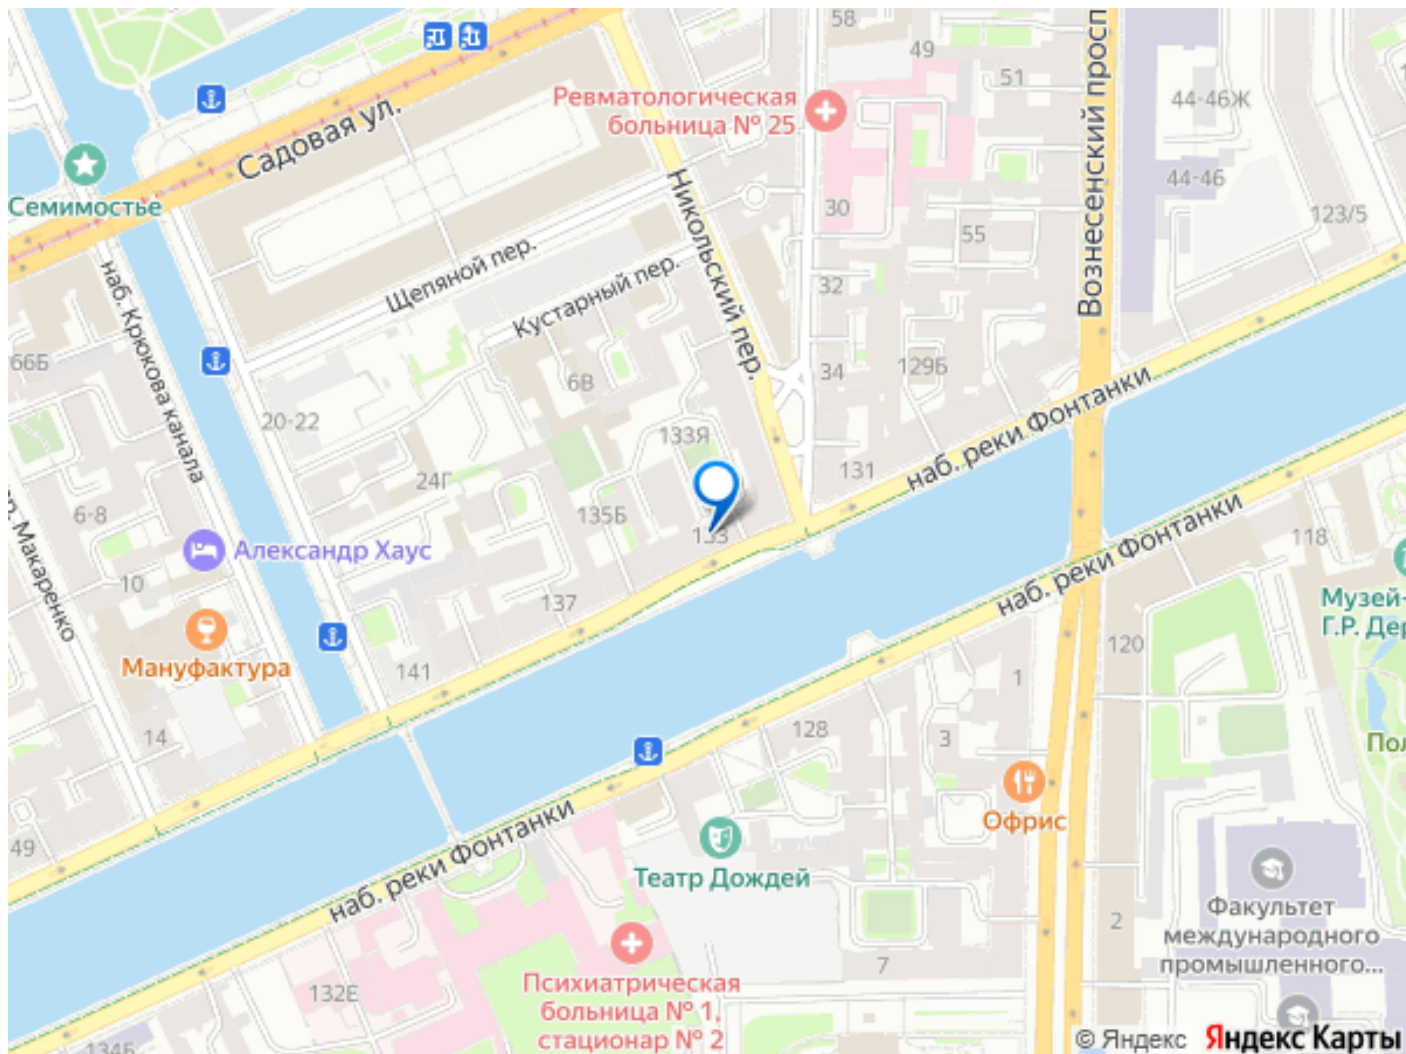 58
49
51
Вознесенский просп
44-46Ж
Ревматологическая
больница № 25
Садовая ул.
44-46
Семимостье
Никольский пер.
30
123/5
55
Щепяной пер.
наб. Крюкова канала
Кустарный пер.
32
66Б
129Б
34
6В
20-22
наб. реки Фонтанки
133Я
131
24Г
6-8
135Б
133
Александр Хаус
118
наб. реки Фонтанки
Макаренко
10
137
Музей-
Г.Р. Дер
120
Мануфактура
141
1
14
128
3
Пол
Офрис
49
наб. реки Фонтанки
Театр Дождей
Факультет
международного
промышленного...
2
7
132Е
Психиатрическая
больница № 1,
стационар № 2
134Б
© Яндекс Яндекс Карты